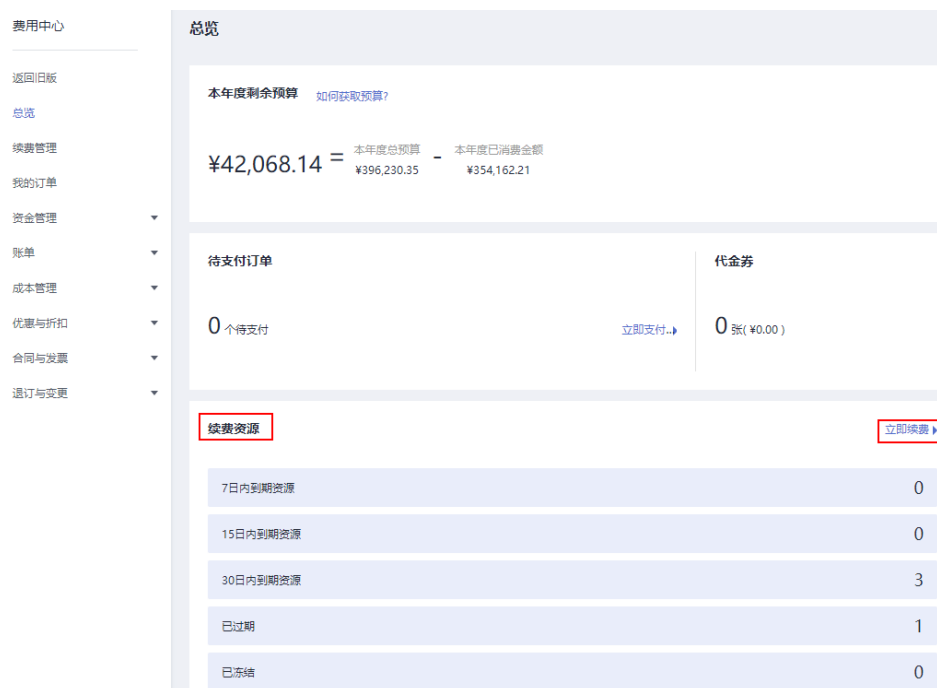 费用中心
返回旧版
总览
续费管理
我的订单
资金管理
账单
成本管理
优惠与折扣
合同与发票
退订与变更
总览
本年度剩余预算 如何获取预算?
¥42,068.14 = 本年度总预算 - 本年度已消费金额
¥396,230.35 ¥354,162.21
待支付订单 代金券
0 个待支付 立即支付.. 0 张( ¥0.00 )
续费资源 立即续费
7日内到期资源 0
15日内到期资源 0
30日内到期资源 3
已过期 1
已冻结 0